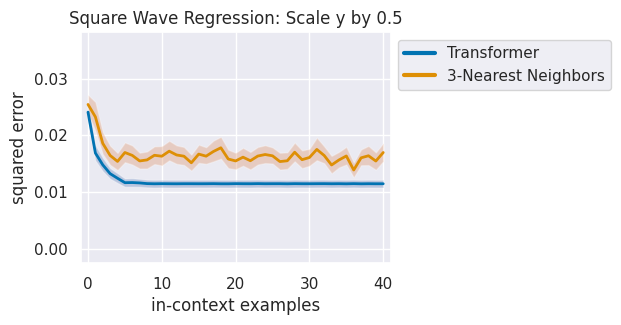 Square Wave Regression: Scale y by 0.5
Transformer
3-Nearest Neighbors
squared error
0.03
0.02
0.01
0.00
0 10 20 30 40
in-context examples